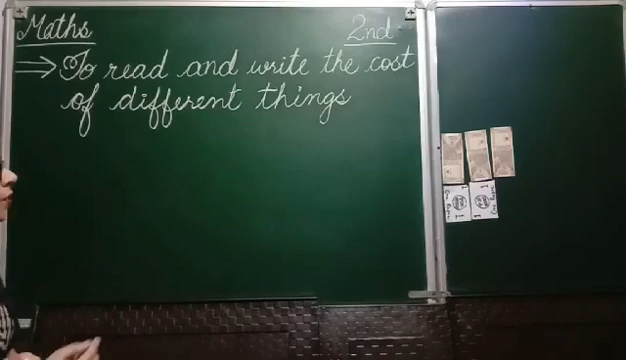 Maths 2nd
⇒ To read and write the cost
of different things